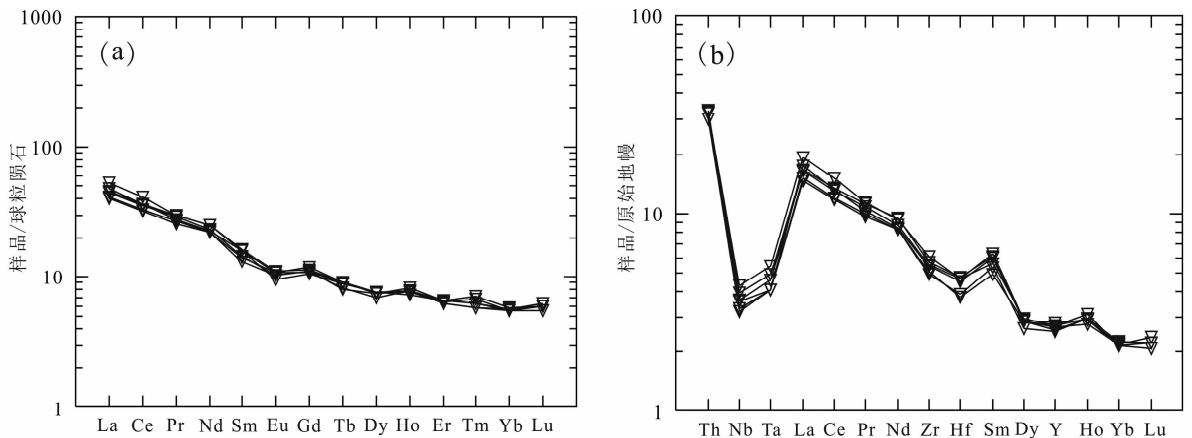 (a)
1000
100
10
1
样品/球粒陨石
La Ce Pr Nd Sm Eu Gd Tb Dy Ho Er Tm Yb Lu
(b)
100
10
1
样品/原始地幔
Th Nb Ta La Ce Pr Nd Zr Hf Sm Dy Y Ho Yb Lu